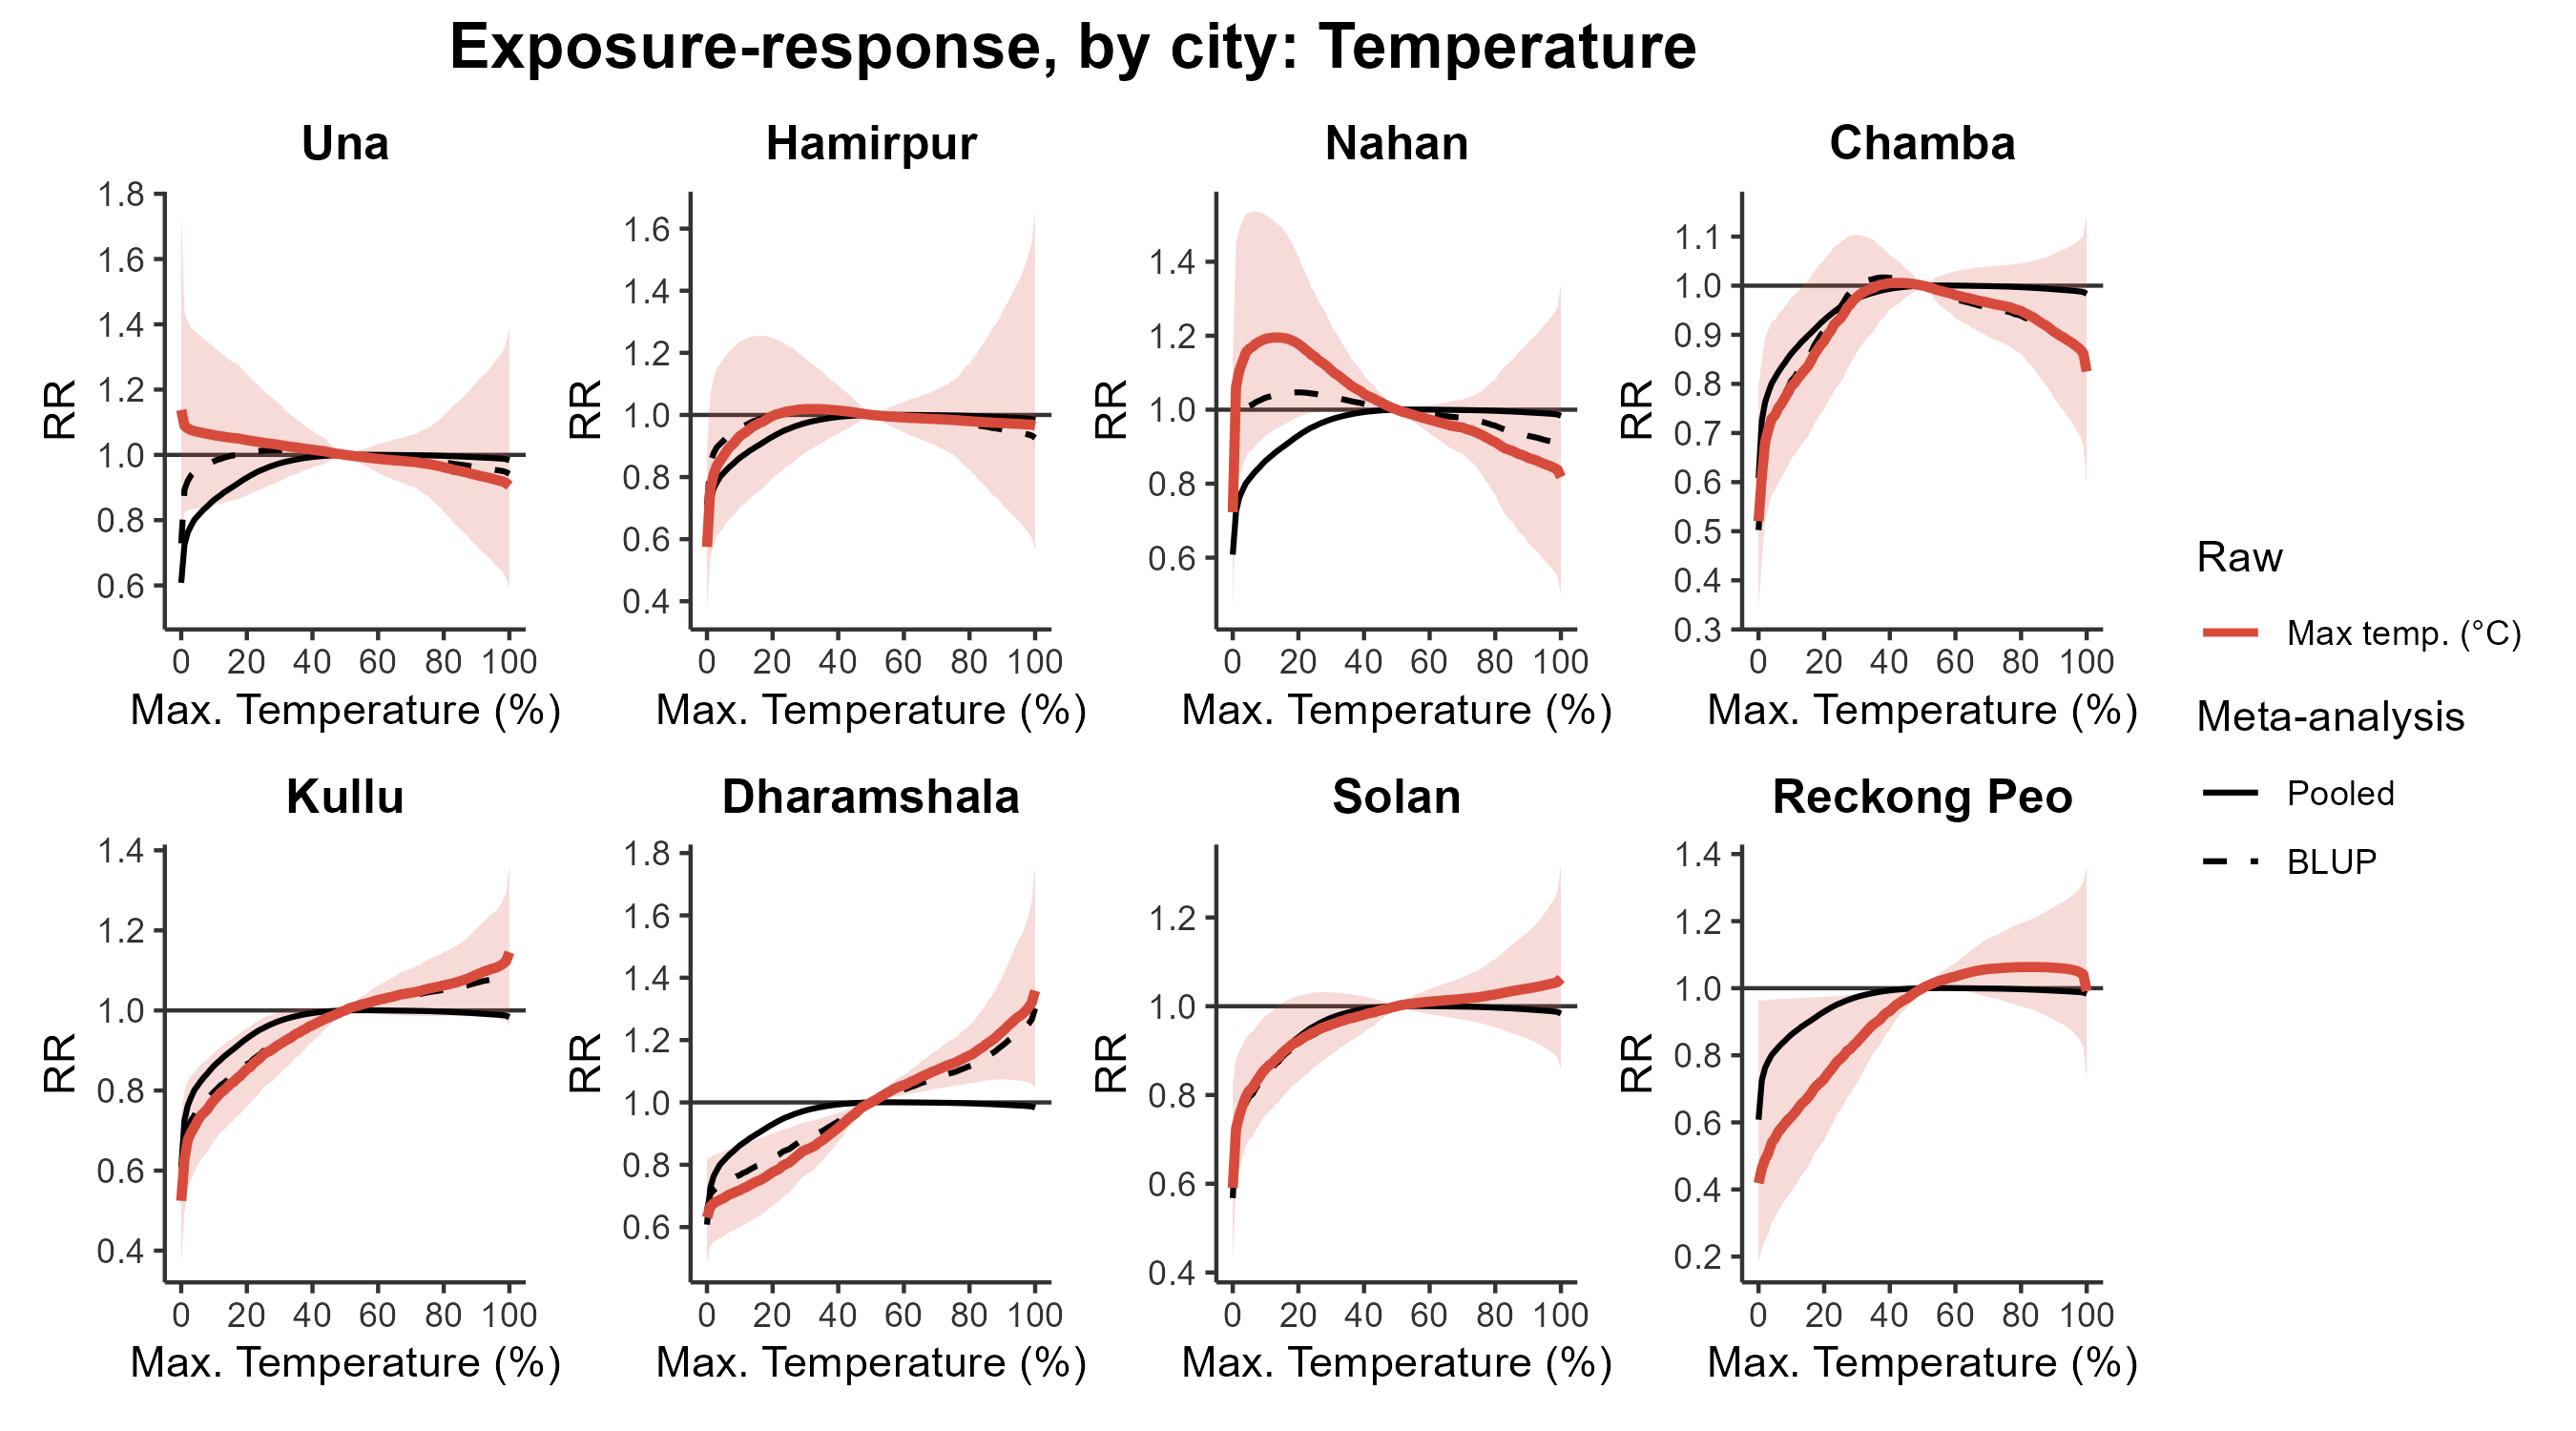 Exposure-response, by city: Temperature
Una
Hamirpur
Nahan
Chamba
RR
1.8
1.6
1.4
1.2
1.0
0.8
0.6
0 20 40 60 80 100
Max. Temperature (%)
RR
1.6
1.4
1.2
1.0
0.8
0.6
0.4
0 20 40 60 80 100
Max. Temperature (%)
RR
1.4
1.2
1.0
0.8
0.6
0 20 40 60 80 100
Max. Temperature (%)
RR
1.1
1.0
0.9
0.8
0.7
0.6
0.5
0.4
0.3
0 20 40 60 80 100
Max. Temperature (%)
Kullu
Dharamshala
Solan
Reckong Peo
RR
1.4
1.2
1.0
0.8
0.6
0.4
0 20 40 60 80 100
Max. Temperature (%)
RR
1.8
1.6
1.4
1.2
1.0
0.8
0.6
0 20 40 60 80 100
Max. Temperature (%)
RR
1.2
1.0
0.8
0.6
0.4
0 20 40 60 80 100
Max. Temperature (%)
RR
1.4
1.2
1.0
0.8
0.6
0.4
0.2
0 20 40 60 80 100
Max. Temperature (%)
Raw
Max temp. (°C)
Meta-analysis
Pooled
BLUP